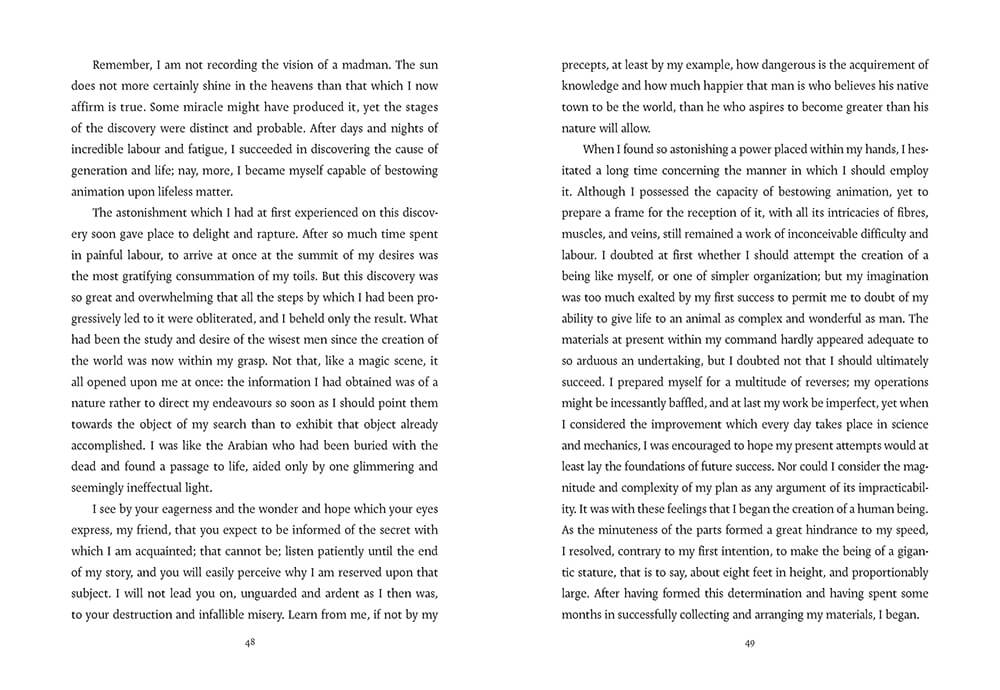 Remember, I am not recording the vision of a madman. The sun
does not more certainly shine in the heavens than that which I now
affirm is true. Some miracle might have produced it, yet the stages
of the discovery were distinct and probable. After days and nights of
incredible labour and fatigue, I succeeded in discovering the cause of
generation and life; nay, more, I became myself capable of bestowing
animation upon lifeless matter.
The astonishment which I had at first experienced on this discov-
ery soon gave place to delight and rapture. After so much time spent
in painful labour, to arrive at once at the summit of my desires was
the most gratifying consummation of my toils. But this discovery was
so great and overwhelming that all the steps by which I had been pro-
gressively led to it were obliterated, and I beheld only the result. What
had been the study and desire of the wisest men since the creation of
the world was now within my grasp. Not that, like a magic scene, it
all opened upon me at once: the information I had obtained was of a
nature rather to direct my endeavours so soon as I should point them
towards the object of my search than to exhibit that object already
accomplished. I was like the Arabian who had been buried with the
dead and found a passage to life, aided only by one glimmering and
seemingly ineffectual light.
I see by your eagerness and the wonder and hope which your eyes
express, my friend, that you expect to be informed of the secret with
which I am acquainted; that cannot be; listen patiently until the end
of my story, and you will easily perceive why I am reserved upon that
subject. I will not lead you on, unguarded and ardent as I then was,
to your destruction and infallible misery. Learn from me, if not by my
48
precepts, at least by my example, how dangerous is the acquirement of
knowledge and how much happier that man is who believes his native
town to be the world, than he who aspires to become greater than his
nature will allow.
When I found so astonishing a power placed within my hands, I hes-
itated a long time concerning the manner in which I should employ
it. Although I possessed the capacity of bestowing animation, yet to
prepare a frame for the reception of it, with all its intricacies of fibres,
muscles, and veins, still remained a work of inconceivable difficulty and
labour. I doubted at first whether I should attempt the creation of a
being like myself, or one of simpler organization; but my imagination
was too much exalted by my first success to permit me to doubt of my
ability to give life to an animal as complex and wonderful as man. The
materials at present within my command hardly appeared adequate to
so arduous an undertaking, but I doubted not that I should ultimately
succeed. I prepared myself for a multitude of reverses; my operations
might be incessantly baffled, and at last my work be imperfect, yet when
I considered the improvement which every day takes place in science
and mechanics, I was encouraged to hope my present attempts would at
least lay the foundations of future success. Nor could I consider the mag-
nitude and complexity of my plan as any argument of its impracticabil-
ity. It was with these feelings that I began the creation of a human being.
As the minuteness of the parts formed a great hindrance to my speed,
I resolved, contrary to my first intention, to make the being of a gigan-
tic stature, that is to say, about eight feet in height, and proportionably
large. After having formed this determination and having spent some
months in successfully collecting and arranging my materials, I began.
49